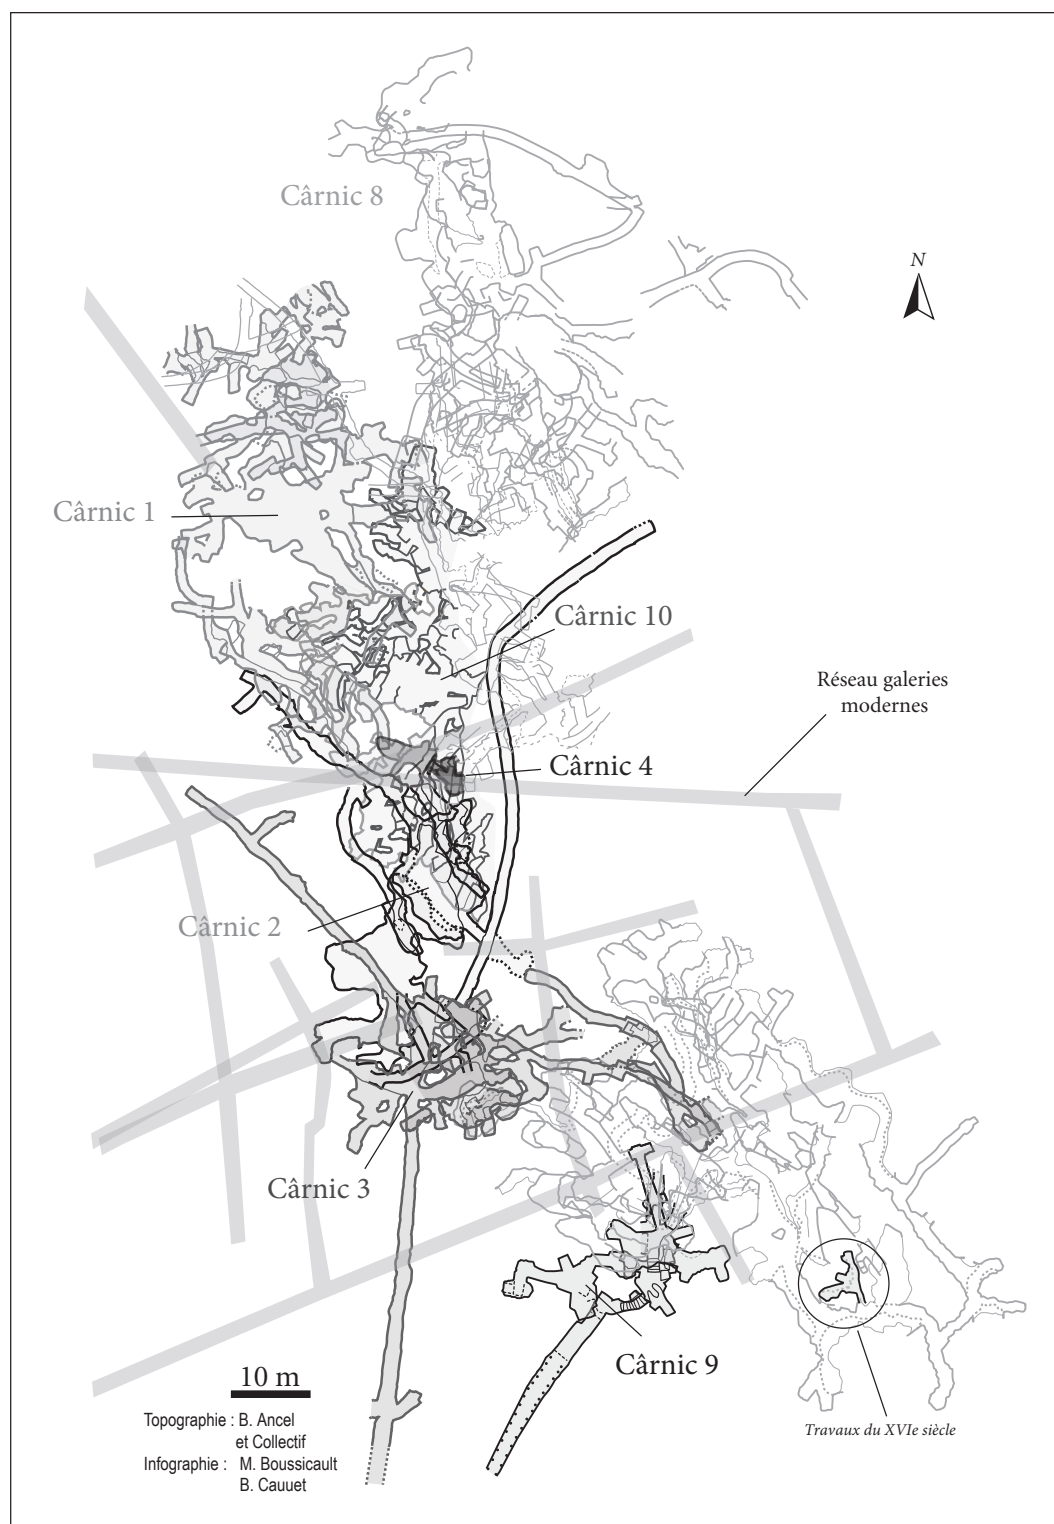 Cârnic 8
N
Cârnic 1
Cârnic 10
Réseau galeries
modernes
Cârnic 4
Cârnic 2
Cârnic 3
Cârnic 9
10 m
Topographie : B. Ancel
et Collectif
Infographie : M. Boussicault
B. Cauuet
Travaux du XVIe siècle